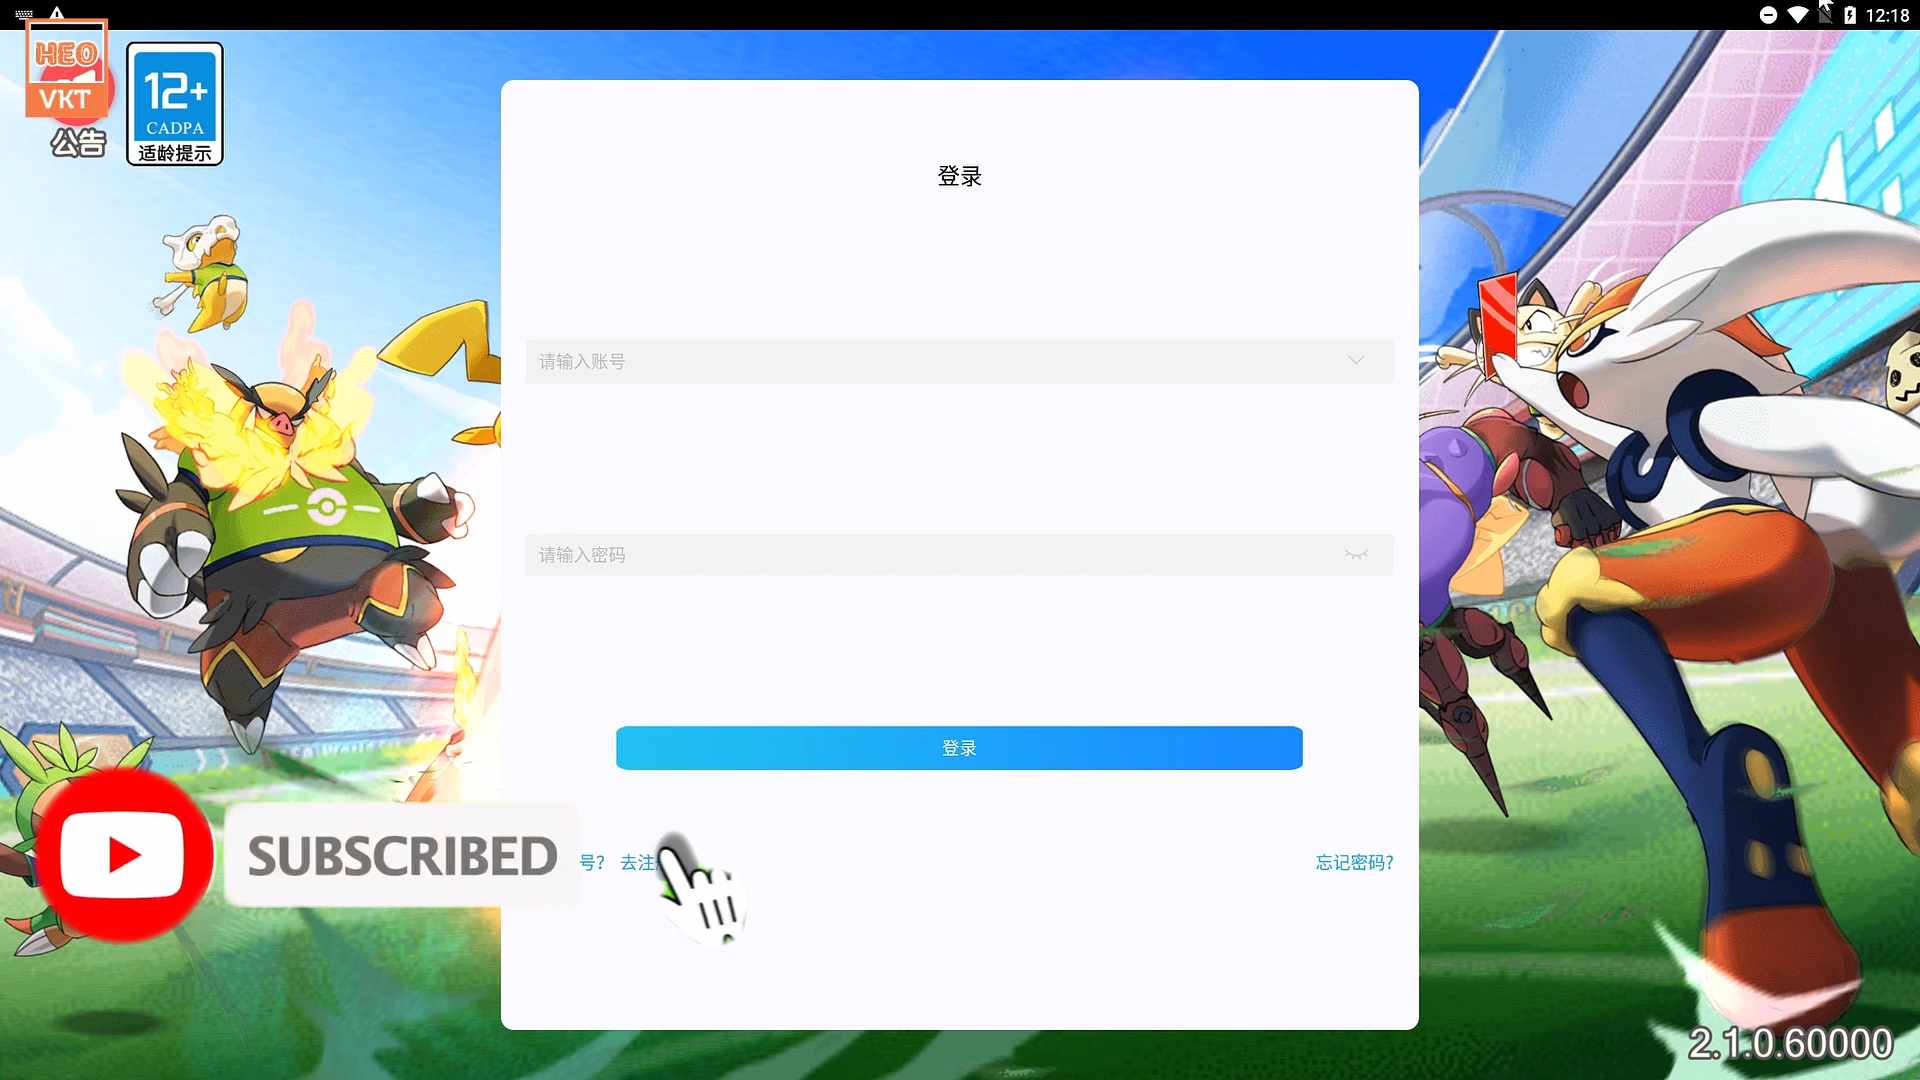 12:18
HEO
VKT
公告
12+
CADPA
适龄提示
登录
请输入账号
请输入密码
登录
SUBSCRIBED
号? 去注
忘记密码?
2.1.0.60000